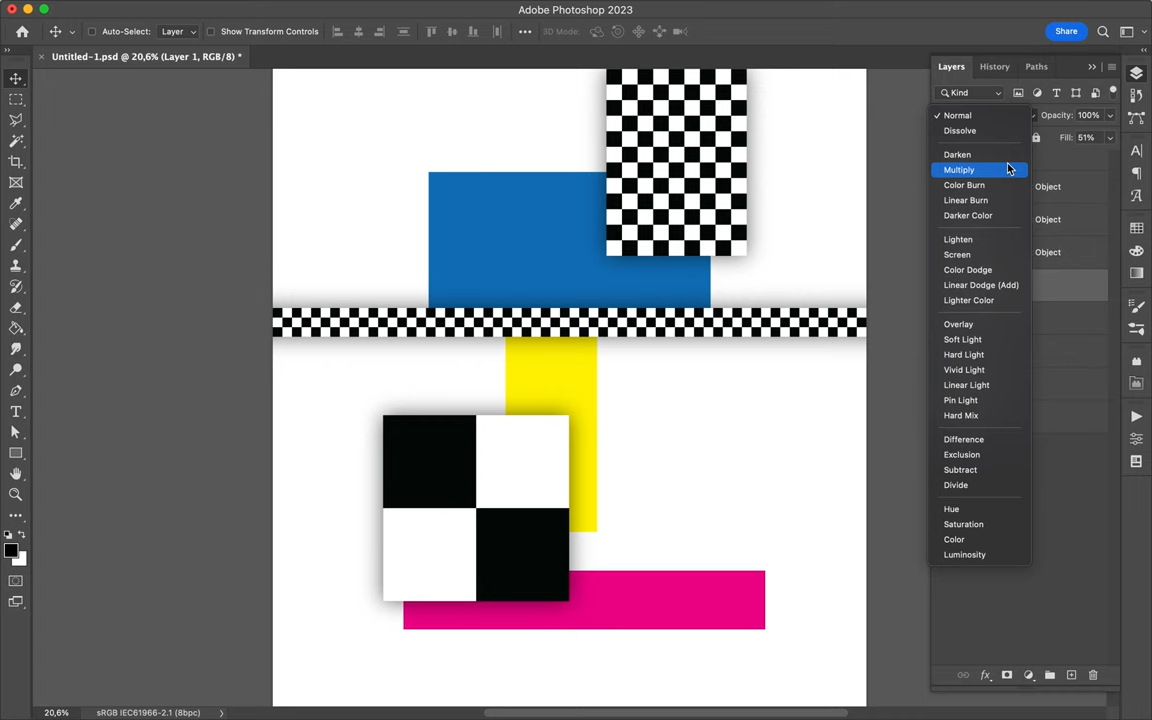 Adobe Photoshop 2023
Auto-Select: Layer Show Transform Controls 3D Mode: Share
Untitled-1.psd @ 20,6% (Layer 1, RGB/8) *
Layers History Paths
Kind
Normal Opacity: 100%
Dissolve Fill: 51%
Darken
Multiply
Color Burn Object
Linear Burn
Darker Color Object
Lighten
Screen Object
Color Dodge
Linear Dodge (Add)
Lighter Color
Overlay
Soft Light
Hard Light
Vivid Light
Linear Light
Pin Light
Hard Mix
Difference
Exclusion
Subtract
Divide
Hue
Saturation
Color
Luminosity
20,6% sRGB IEC61966-2.1 (8bpc)